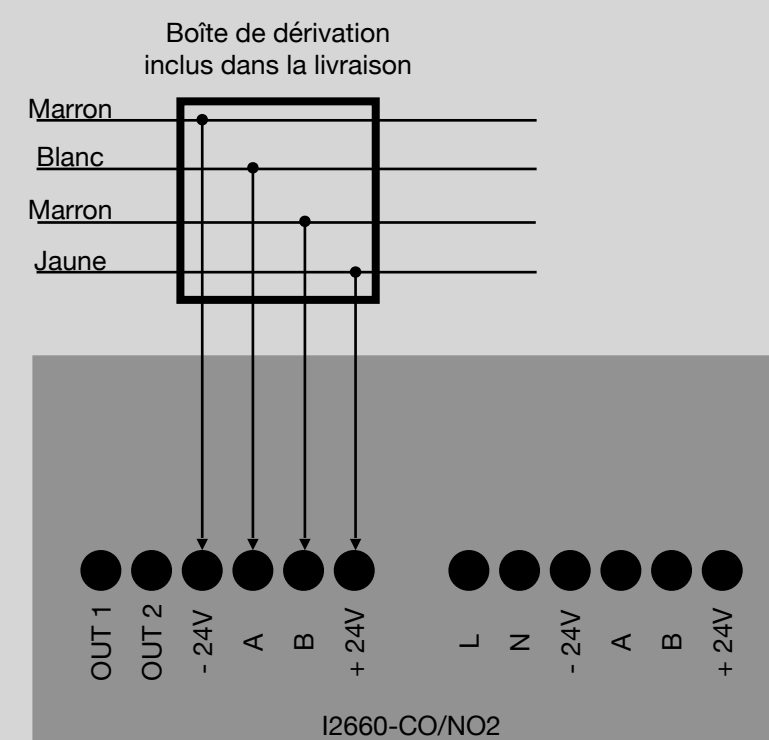 Boîte de dérivation
inclus dans la livraison
Marron
Blanc
Marron
Jaune
OUT 1
OUT 2
- 24V
A
B
+ 24V
L
N
- 24V
A
B
+ 24V
I2660-CO/NO2